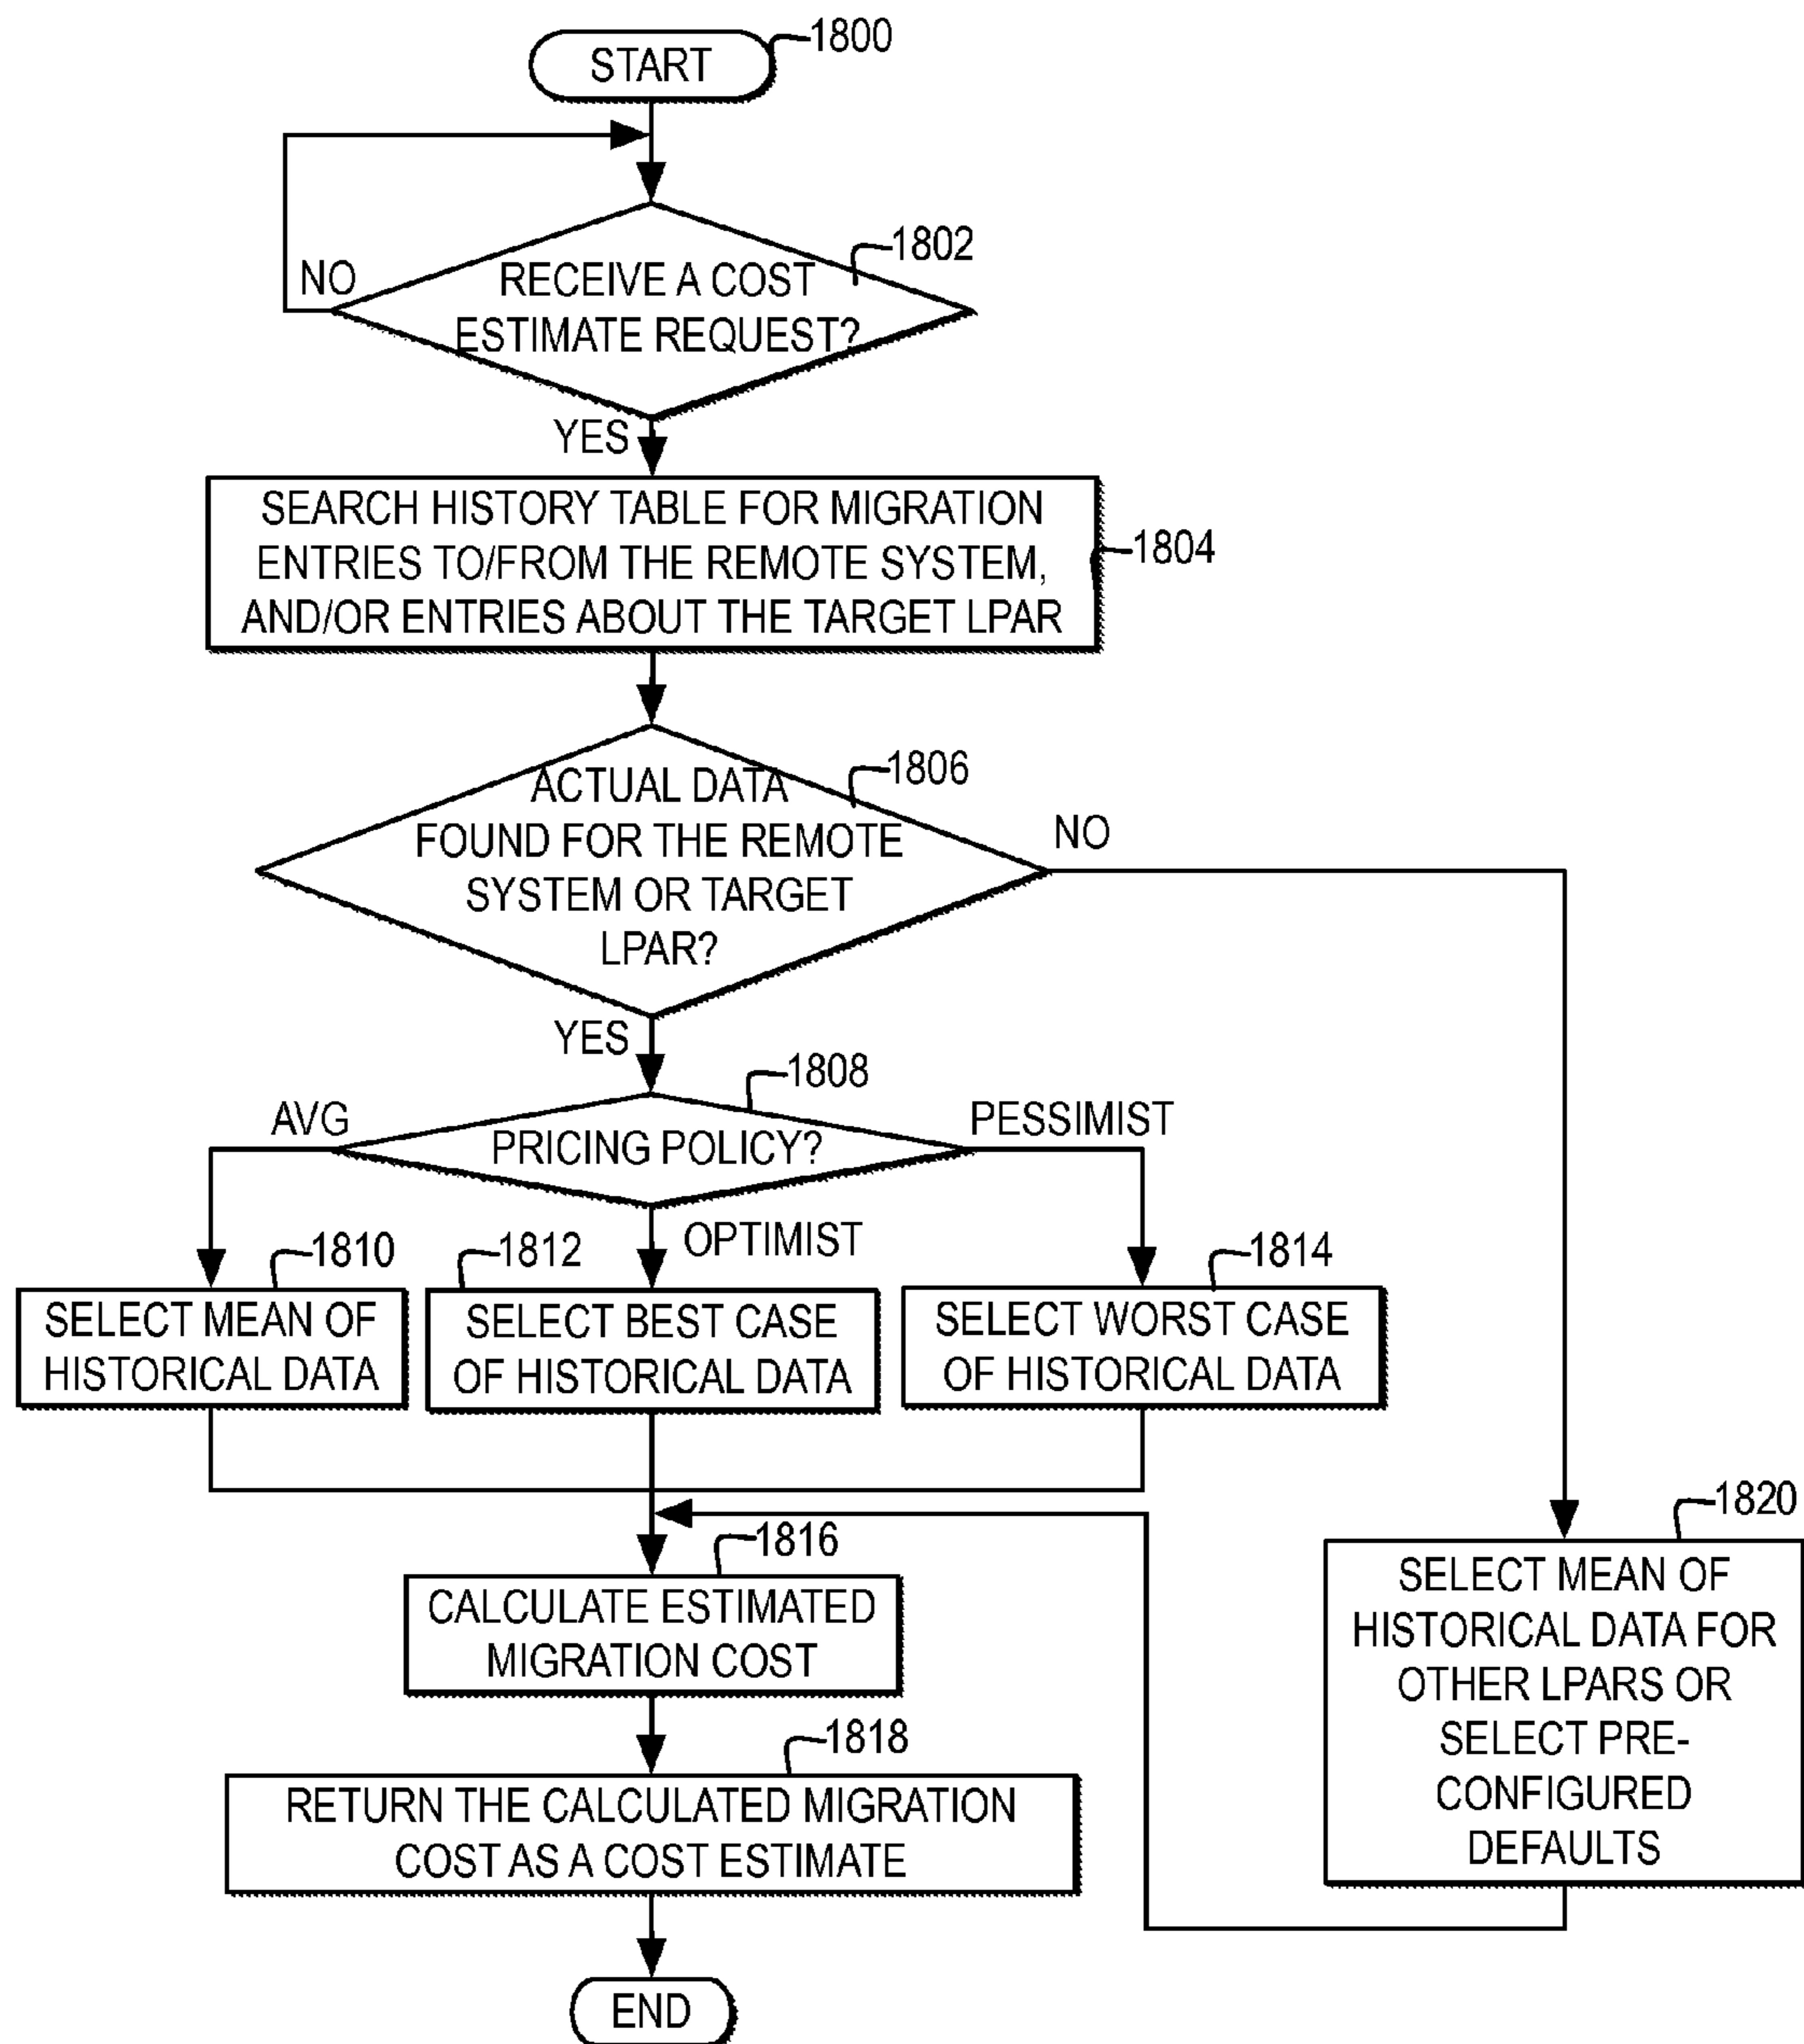 START
1800
1802
RECEIVE A COST
ESTIMATE REQUEST?
NO
YES
SEARCH HISTORY TABLE FOR MIGRATION
ENTRIES TO/FROM THE REMOTE SYSTEM,
AND/OR ENTRIES ABOUT THE TARGET LPAR
1804
1806
ACTUAL DATA
FOUND FOR THE REMOTE
SYSTEM OR TARGET
LPAR?
NO
YES
1808
PRICING POLICY?
AVG
OPTIMIST
PESSIMIST
1810
SELECT MEAN OF
HISTORICAL DATA
1812
SELECT BEST CASE
OF HISTORICAL DATA
1814
SELECT WORST CASE
OF HISTORICAL DATA
1816
CALCULATE ESTIMATED
MIGRATION COST
1818
RETURN THE CALCULATED MIGRATION
COST AS A COST ESTIMATE
1820
SELECT MEAN OF
HISTORICAL DATA FOR
OTHER LPARS OR
SELECT PRE-
CONFIGURED
DEFAULTS
END